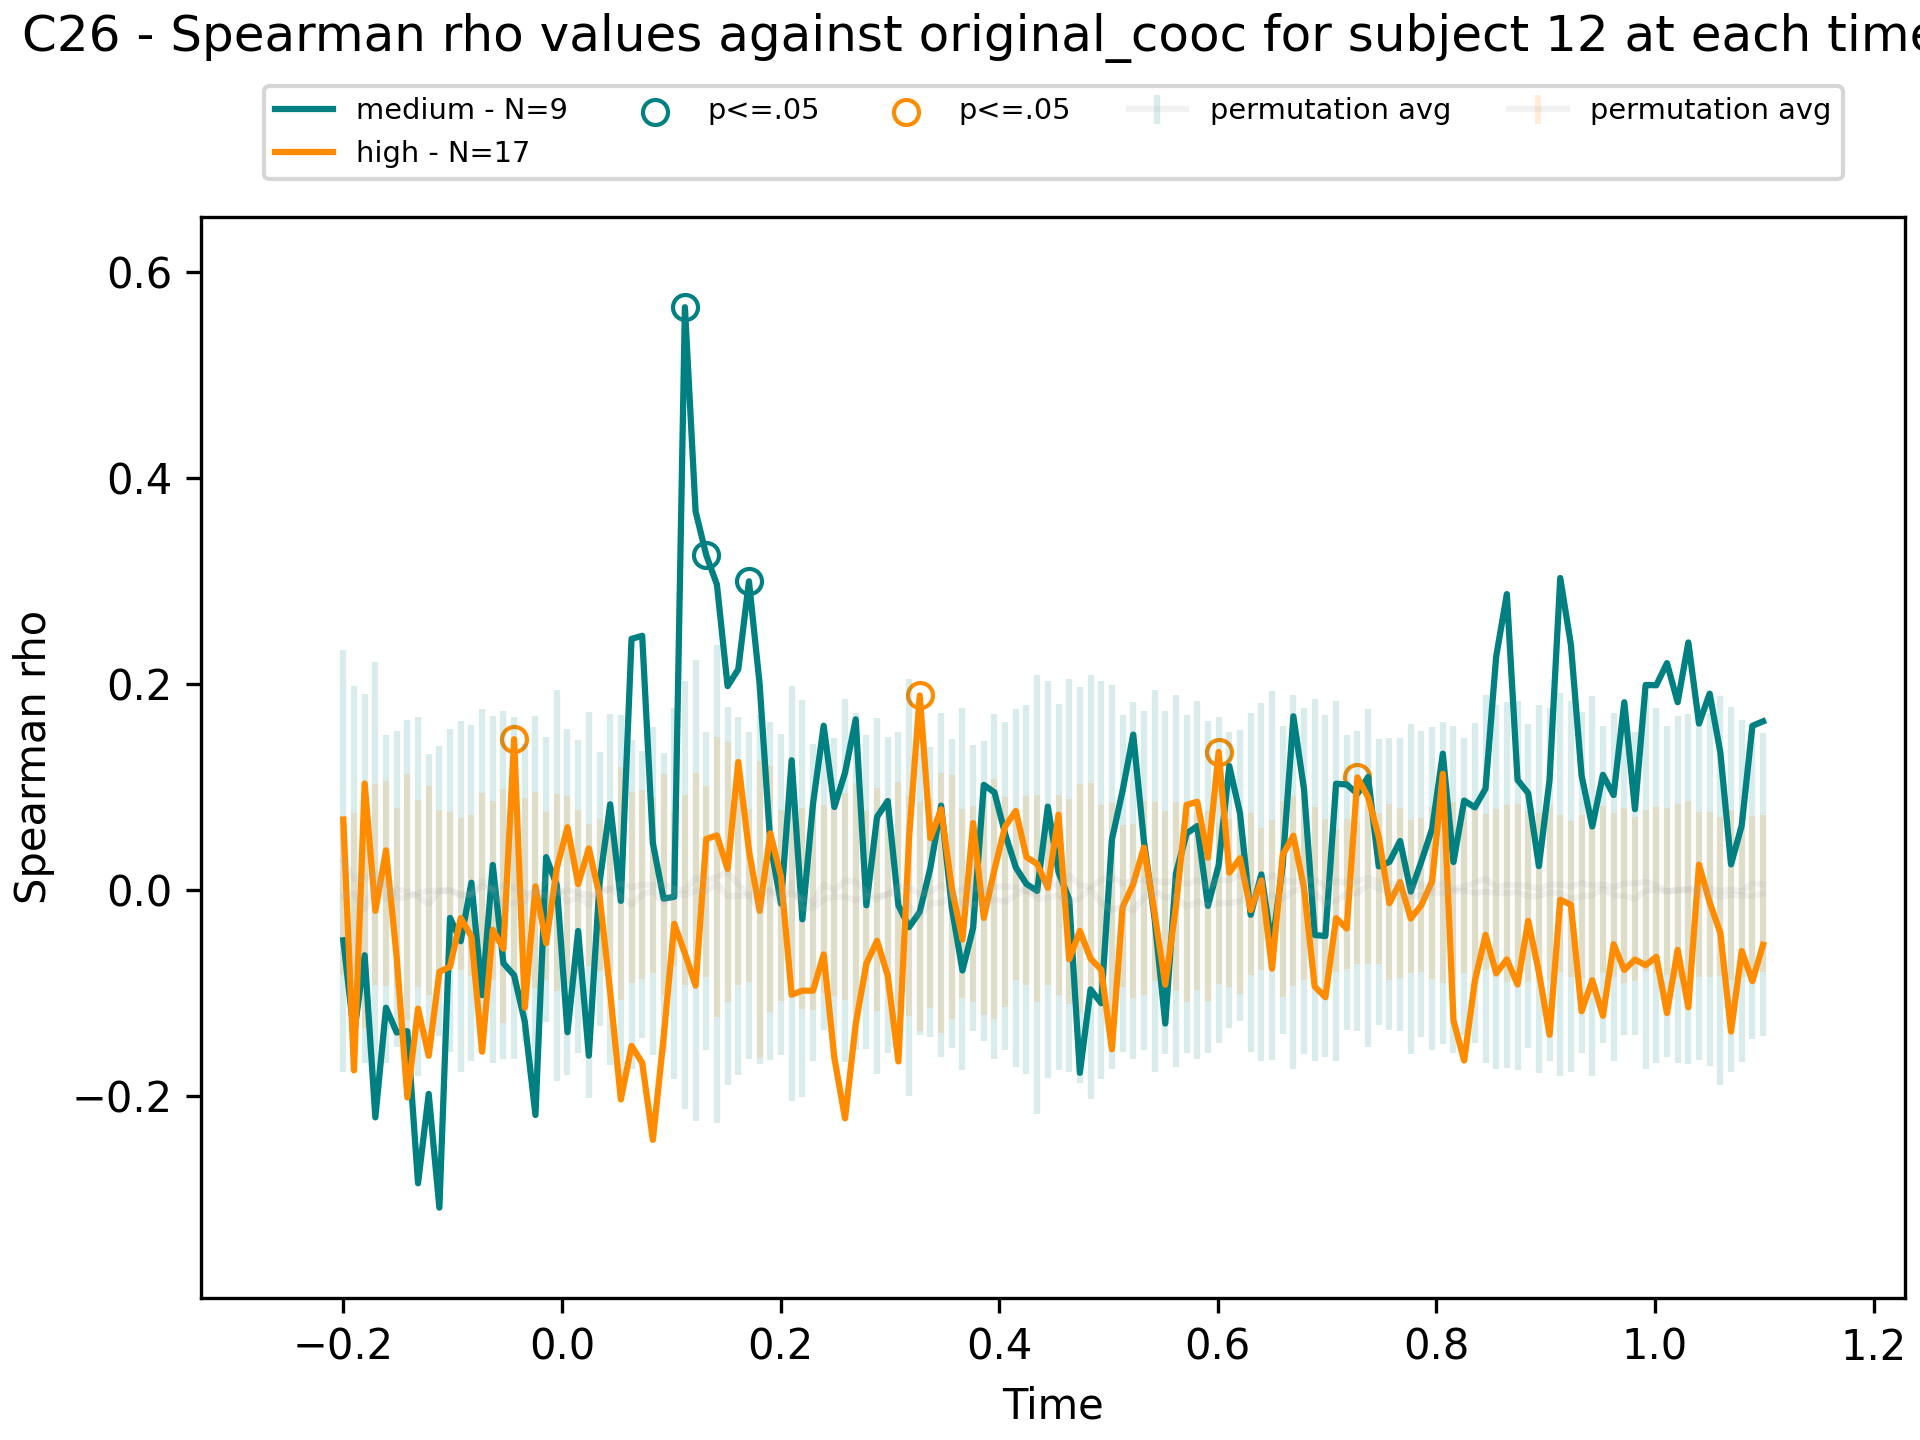 C26 - Spearman rho values against original_cooc for subject 12 at each time
medium - N=9 p<=.05 p<=.05 permutation avg permutation avg
high - N=17
0.6
0.4
0.2
0.0
−0.2
Spearman rho
−0.2 0.0 0.2 0.4 0.6 0.8 1.0 1.2
Time